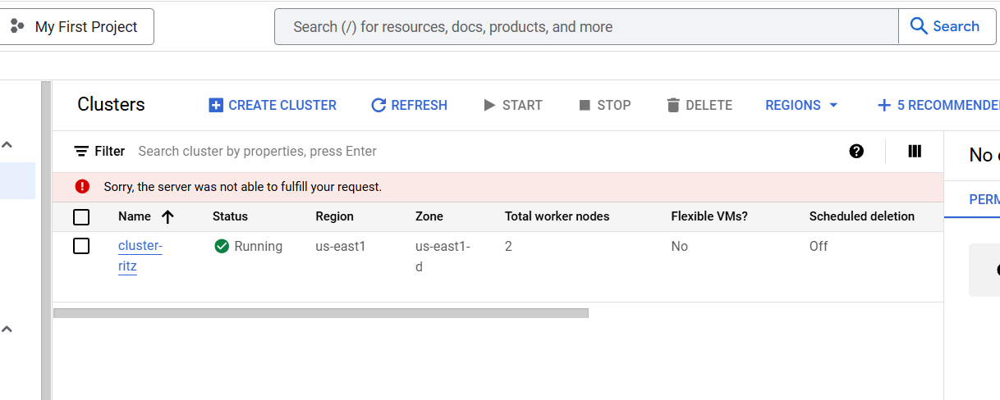 My First Project
Search (/) for resources, docs, products, and more
Search
Clusters
CREATE CLUSTER
REFRESH
START
STOP
DELETE
REGIONS
5 RECOMMENDE
Filter
Search cluster by properties, press Enter
No
Sorry, the server was not able to fulfill your request.
PERM
Name
Status
Region
Zone
Total worker nodes
Flexible VMs?
Scheduled deletion
cluster-
ritz
Running
us-east1
us-east1-
d
2
No
Off